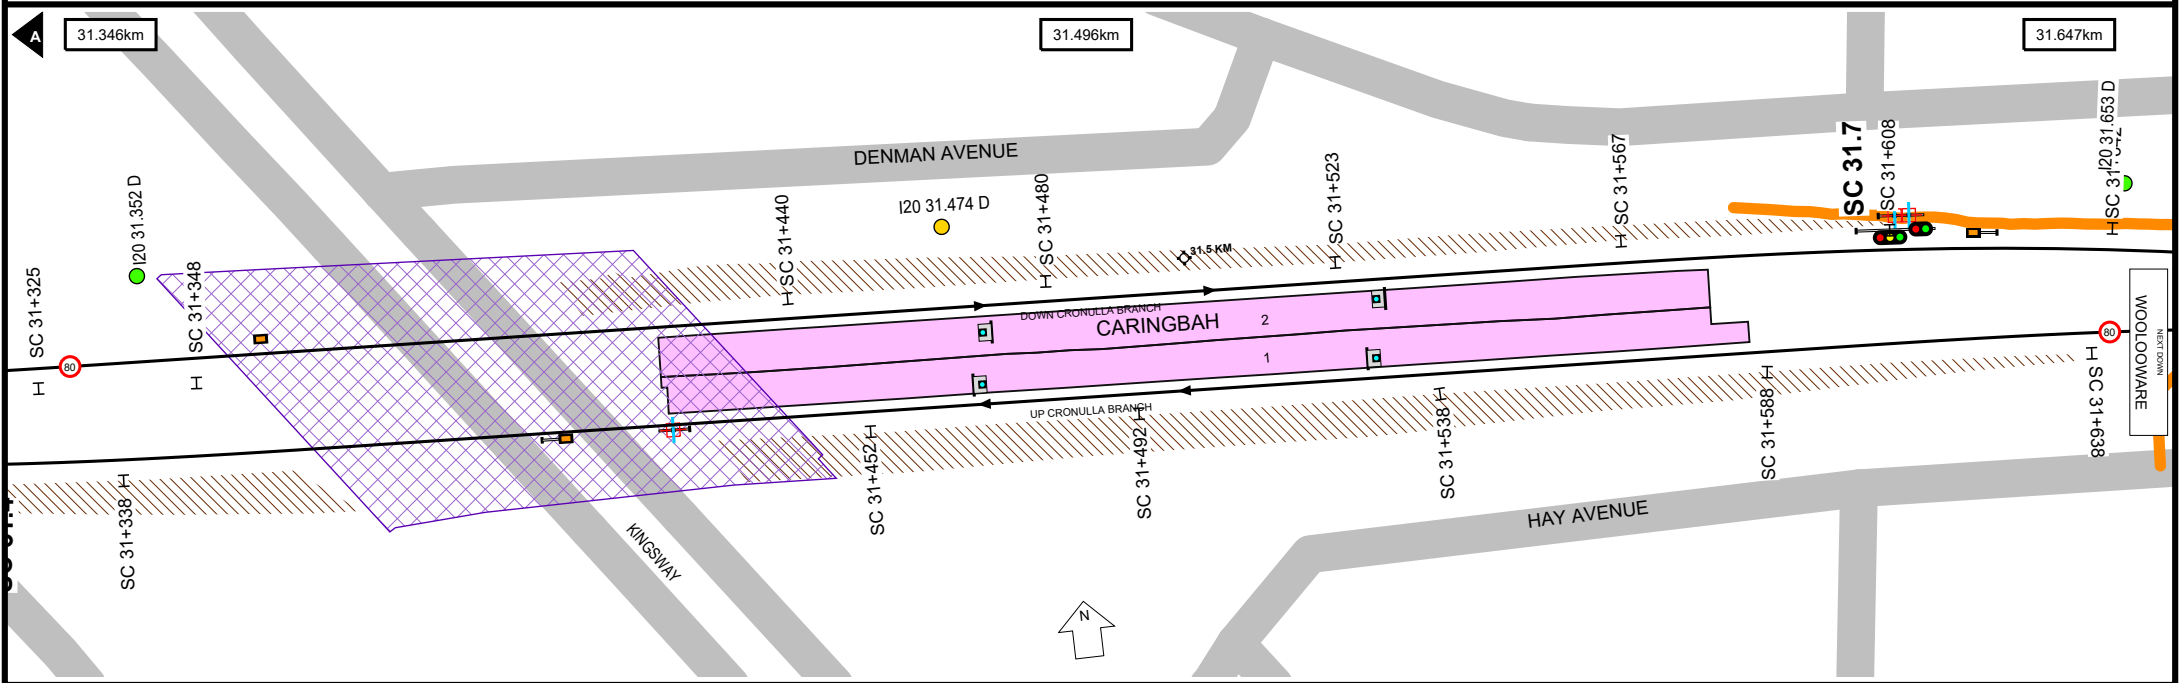 A
31.346km
31.496km
31.647km
I20 31.352 D
SC 31+325
SC 31+348
80
SC 31+338
KINGSWAY
DENMAN AVENUE
SC 31+440
I20 31.474 D
SC 31+480
31.5 KM
SC 31+523
SC 31+567
SC 31.7
SC 31+608
I20 31.653 D
DOWN CRONULLA BRANCH
CARINGBAH
2
1
UP CRONULLA BRANCH
SC 31+452
SC 31+492
SC 31+538
SC 31+588
SC 31+638
80
NEXT DOWN
WOOLOOWARE
HAY AVENUE
N